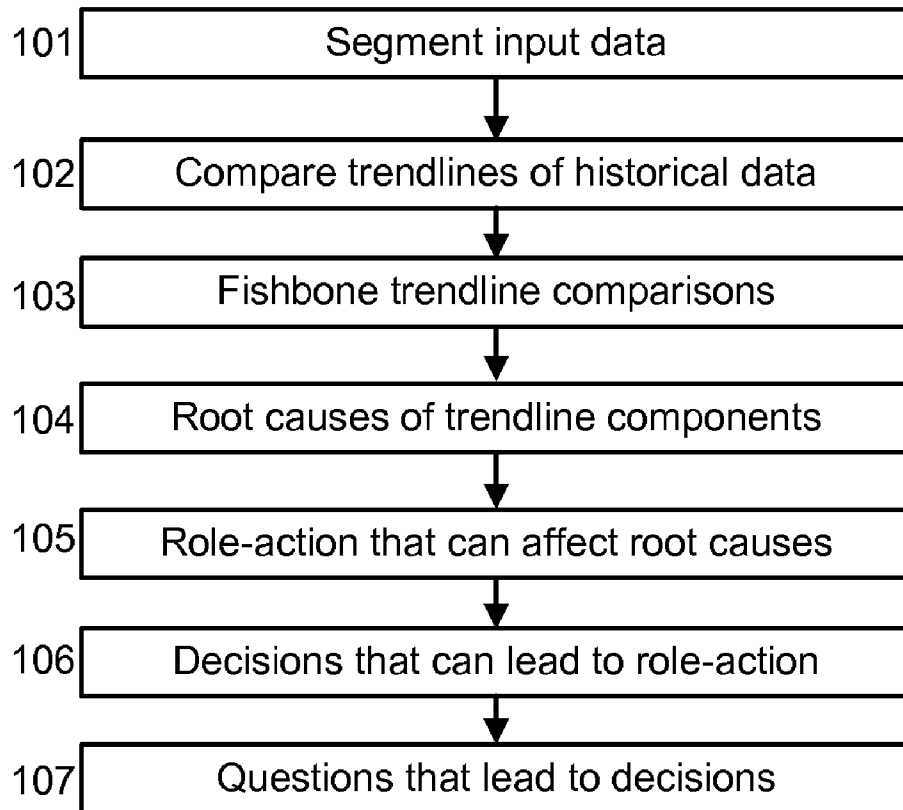 101 Segment input data
102 Compare trendlines of historical data
103 Fishbone trendline comparisons
104 Root causes of trendline components
105 Role-action that can affect root causes
106 Decisions that can lead to role-action
107 Questions that lead to decisions